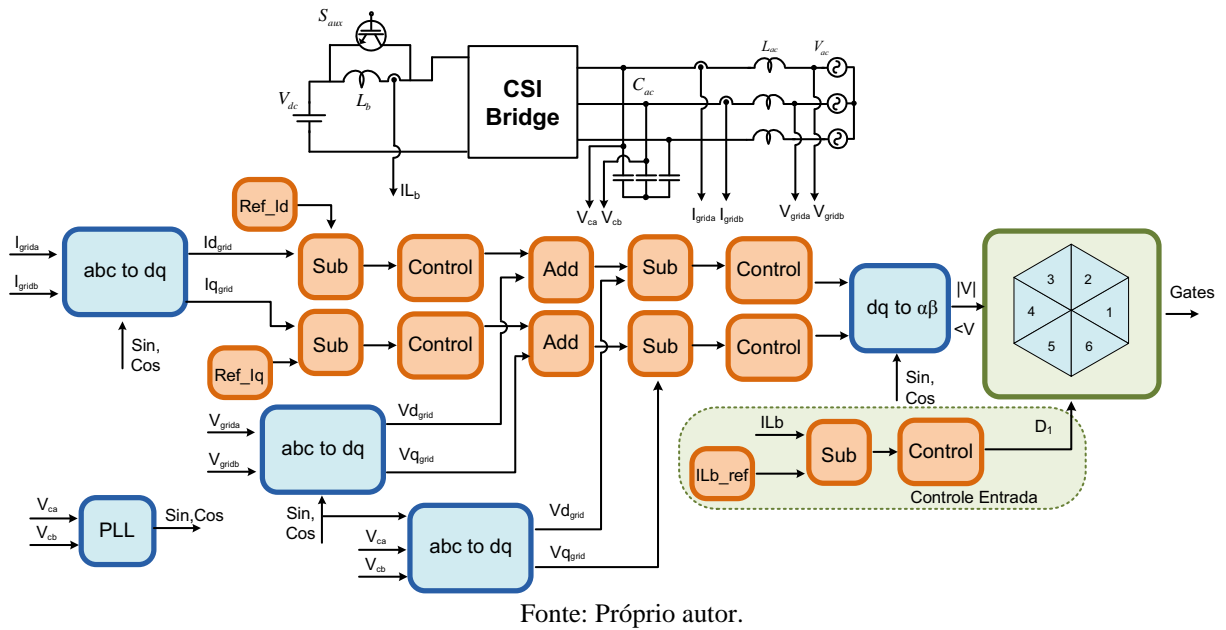 S_aux
V_dc
L_b
CSI
Bridge
L_ac
V_ac
C_ac
IL_b
V_ca
V_cb
I_grida
I_gridb
V_grida
V_gridb
Ref_Id
I_grida
I_gridb
abc to dq
Id_grid
Iq_grid
Sin,
Cos
Sub
Control
Add
Sub
Control
Sub
Control
Add
Sub
Control
Ref_Iq
dq to αβ
|V|
<V
Sin,
Cos
3
2
4
1
5
6
Gates
V_grida
V_gridb
abc to dq
Vd_grid
Vq_grid
Sin,
Cos
ILb
ILb_ref
Sub
Control
D_1
Controle Entrada
V_ca
V_cb
PLL
Sin,Cos
V_ca
V_cb
abc to dq
Vd_grid
Vq_grid
Fonte: Próprio autor.